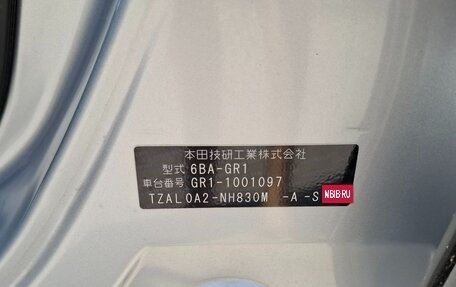 本田技研工業株式会社
型式 6BA-GR1
車台番号 GR1-1001097
TZAL0A2-NH830M -A -S
WBIB.RU